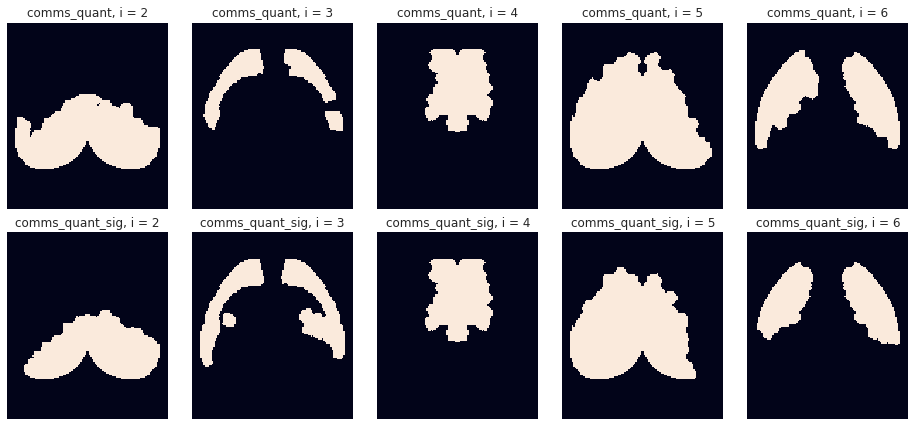 comms_quant, i = 2
comms_quant, i = 3
comms_quant, i = 4
comms_quant, i = 5
comms_quant, i = 6
comms_quant_sig, i = 2
comms_quant_sig, i = 3
comms_quant_sig, i = 4
comms_quant_sig, i = 5
comms_quant_sig, i = 6